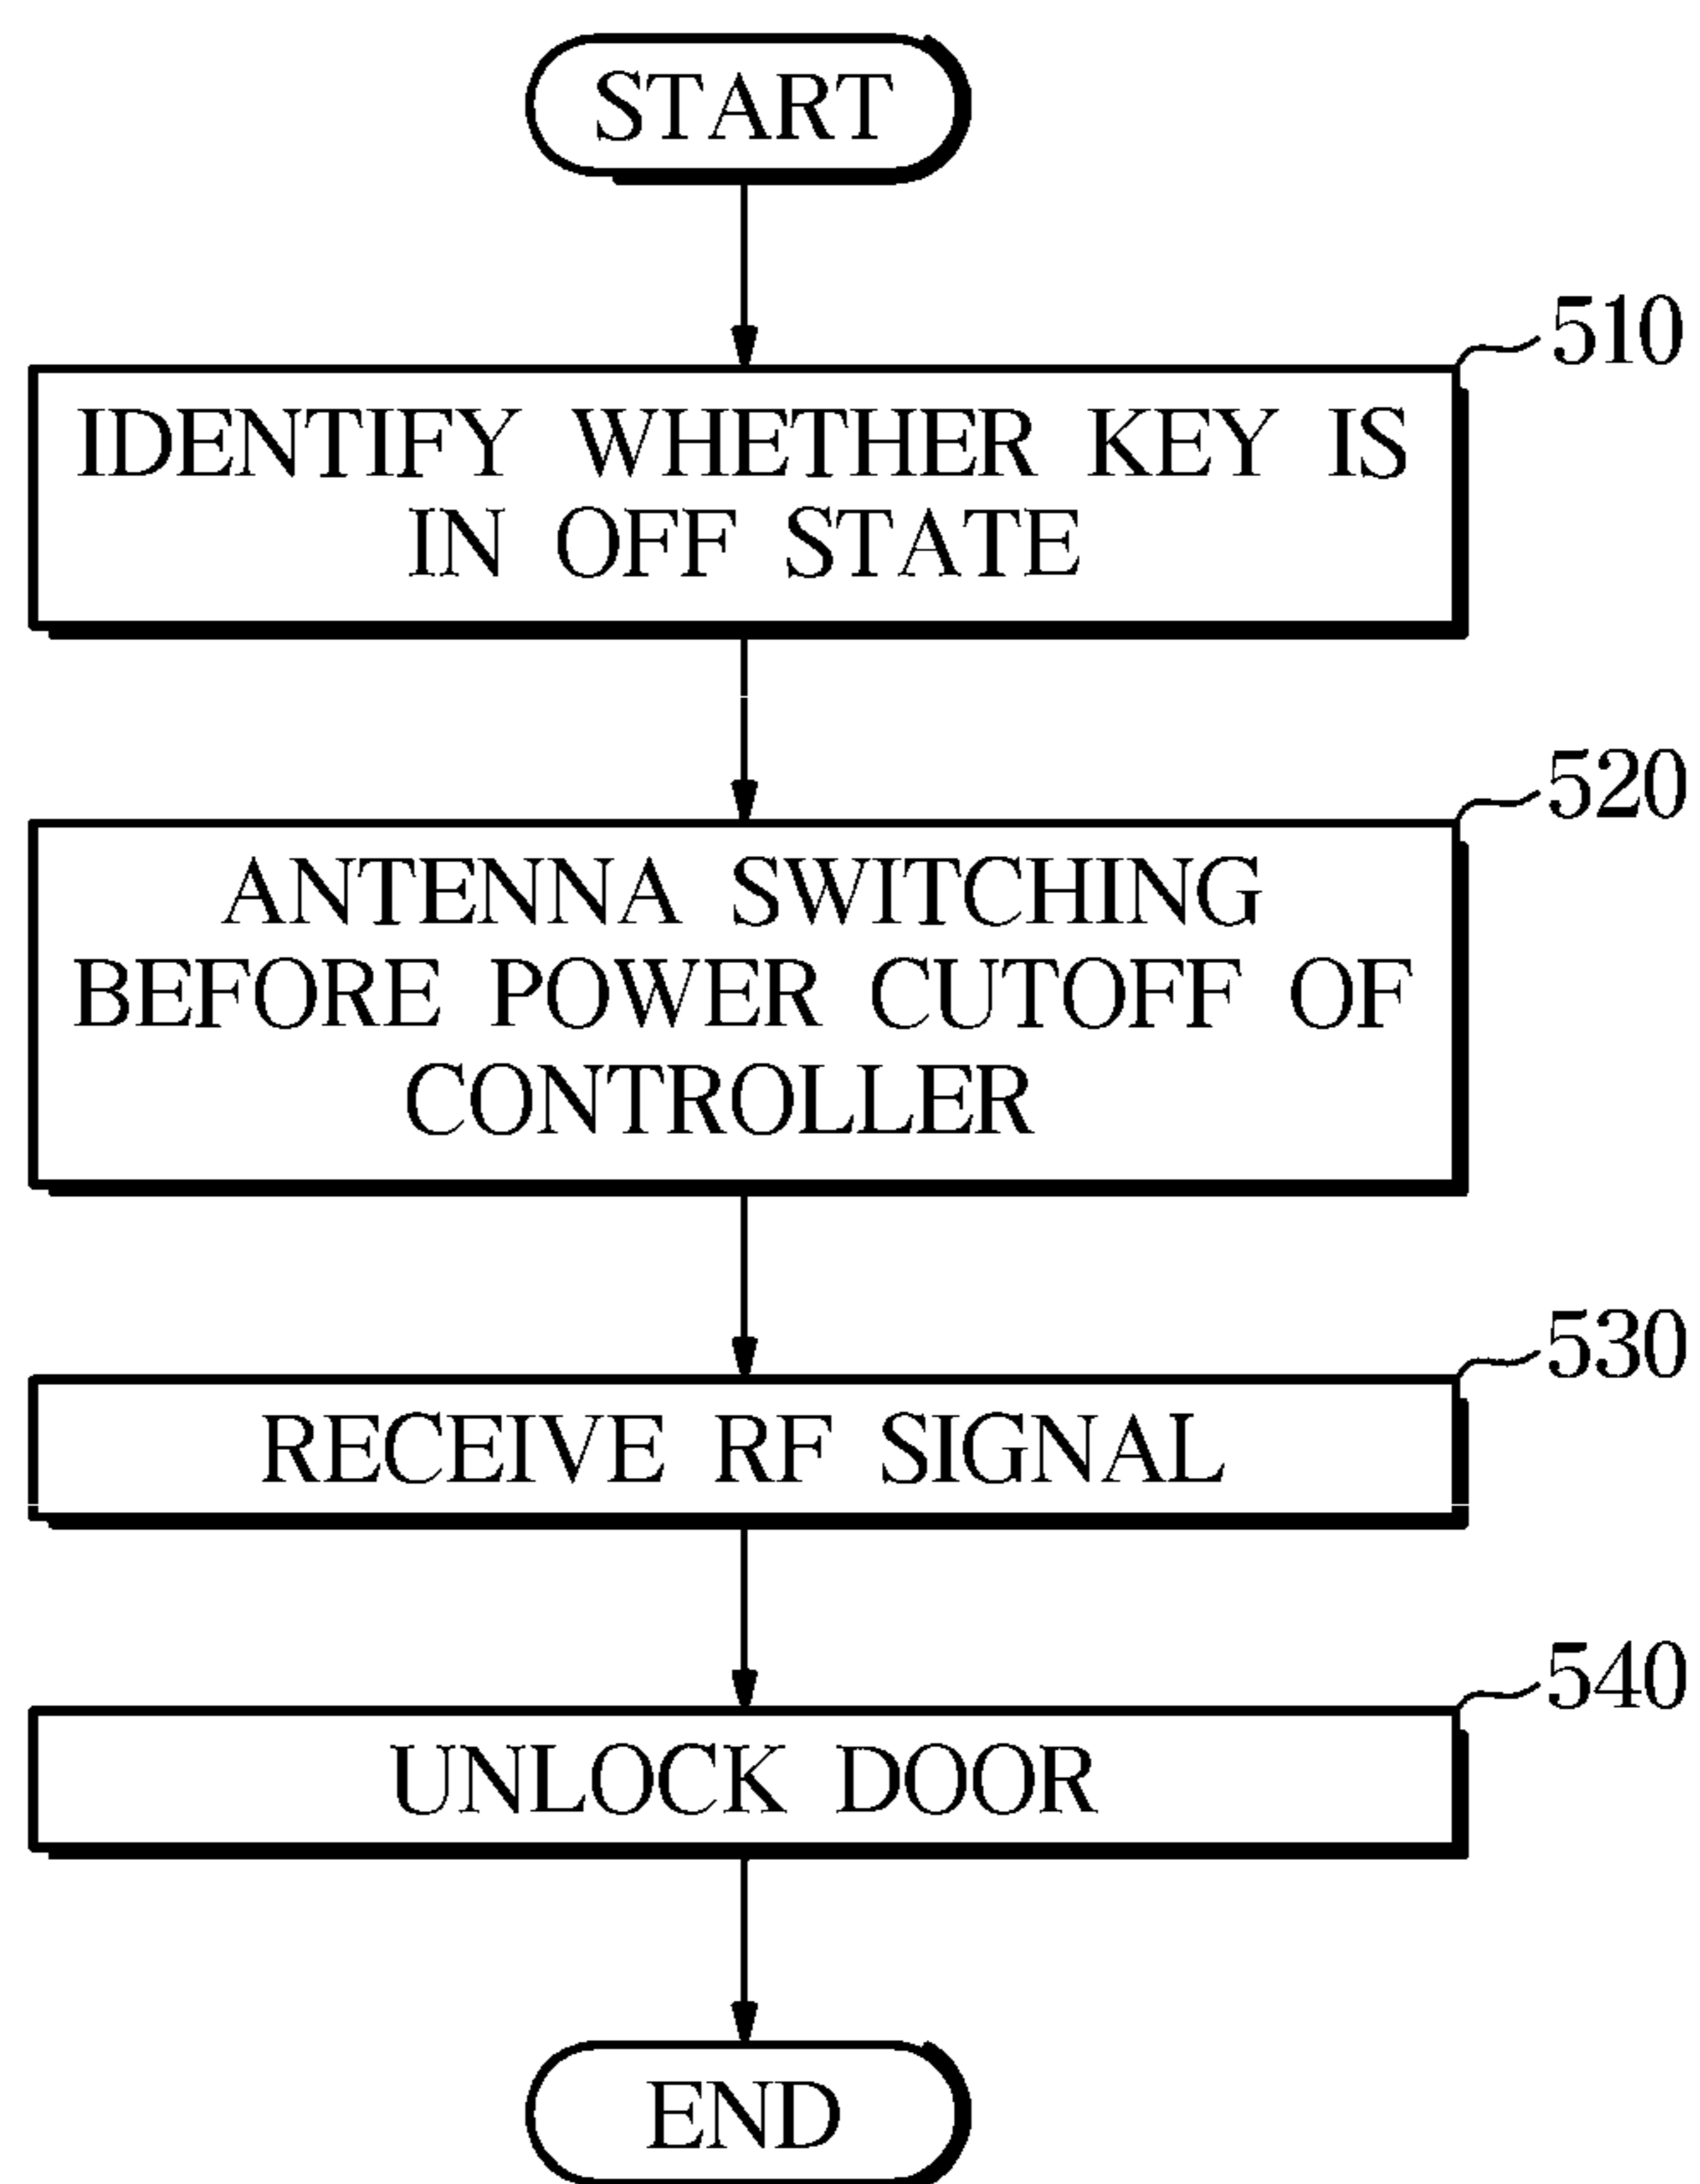 START
510
IDENTIFY WHETHER KEY IS
IN OFF STATE
520
ANTENNA SWITCHING
BEFORE POWER CUTOFF OF
CONTROLLER
530
RECEIVE RF SIGNAL
540
UNLOCK DOOR
END